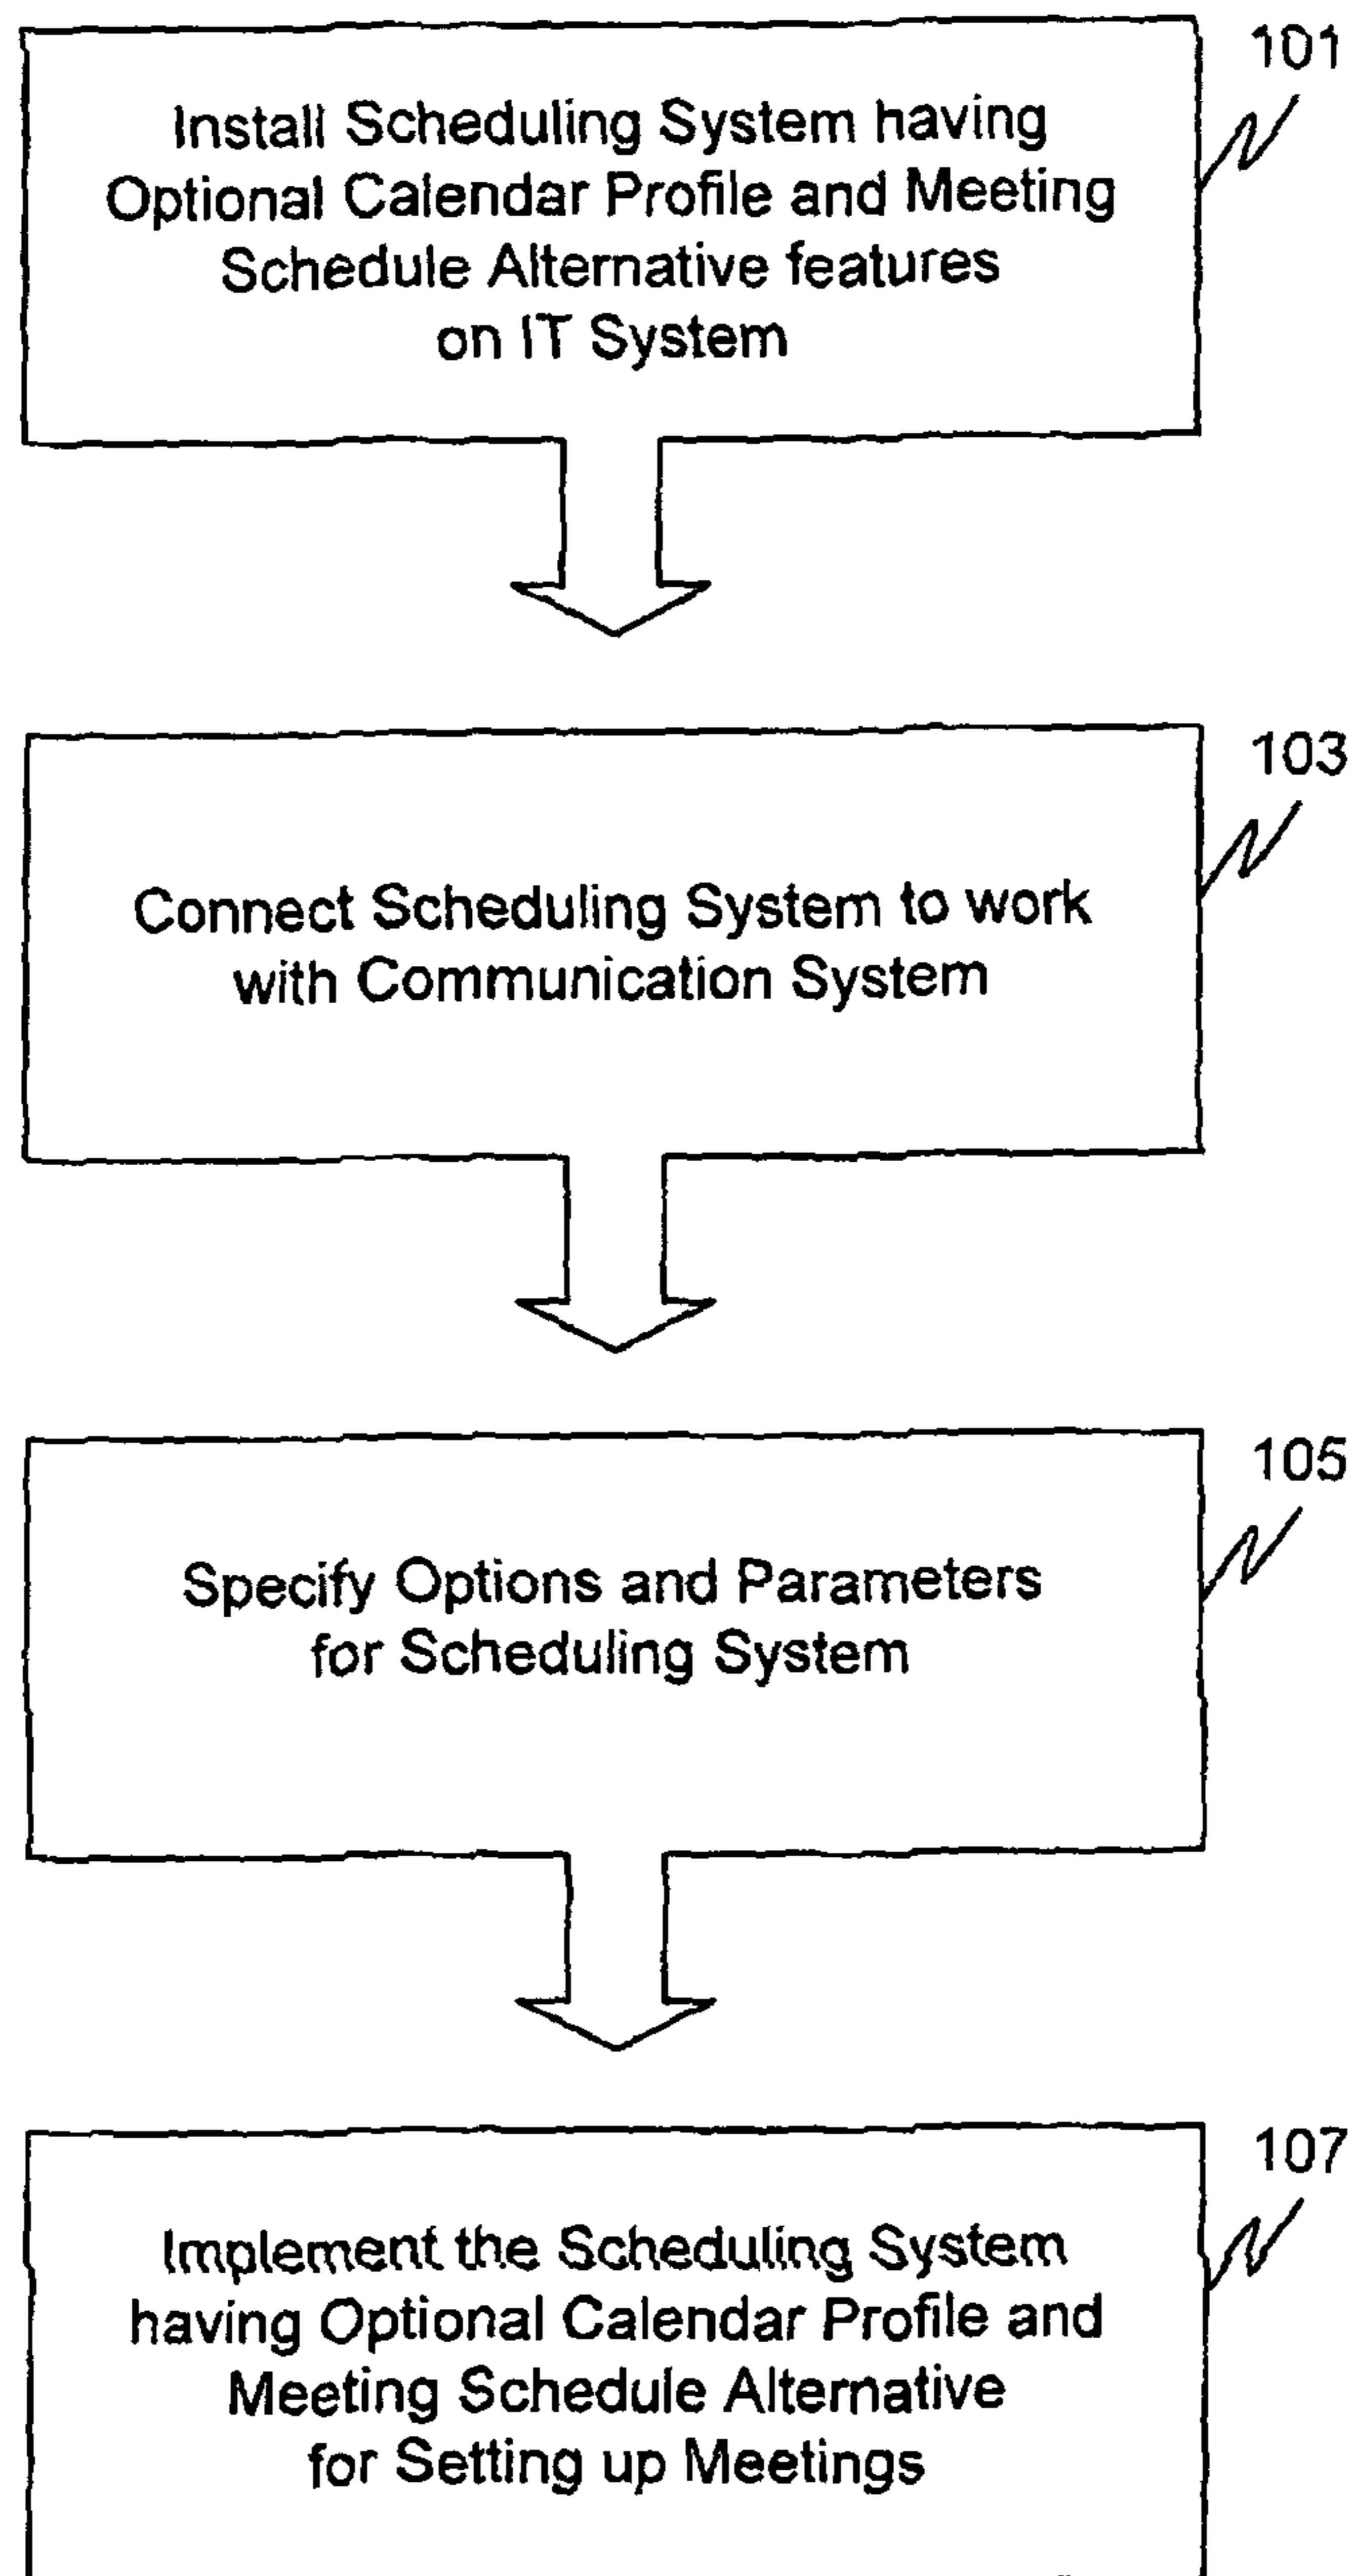 101
Install Scheduling System having
Optional Calendar Profile and Meeting
Schedule Alternative features
on IT System
103
Connect Scheduling System to work
with Communication System
105
Specify Options and Parameters
for Scheduling System
107
Implement the Scheduling System
having Optional Calendar Profile and
Meeting Schedule Alternative
for Setting up Meetings